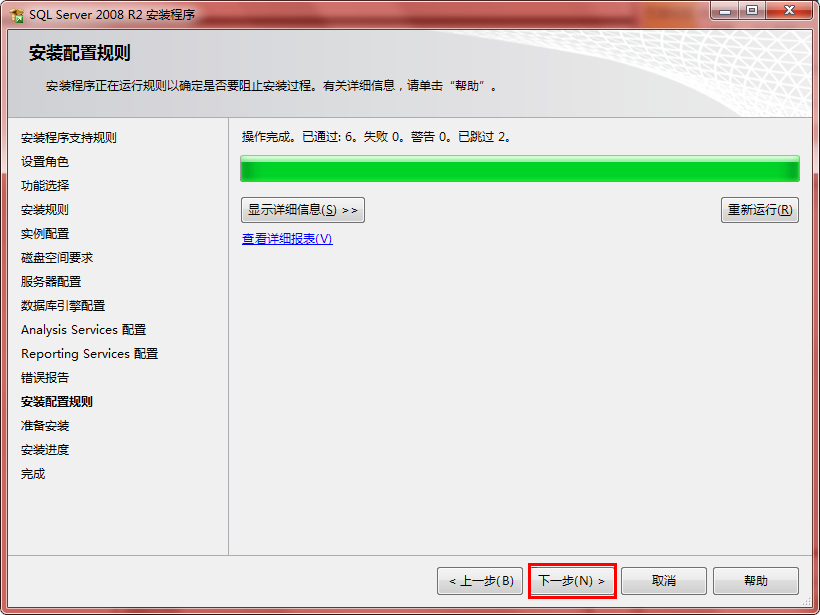 SQL Server 2008 R2 安装程序
安装配置规则
安装程序正在运行规则以确定是否要阻止安装过程。有关详细信息，请单击“帮助”。
安装程序支持规则
设置角色
功能选择
安装规则
实例配置
磁盘空间要求
服务器配置
数据库引擎配置
Analysis Services 配置
Reporting Services 配置
错误报告
安装配置规则
准备安装
安装进度
完成
操作完成。已通过: 6。失败 0。警告 0。已跳过 2。
显示详细信息(S) >>
重新运行(R)
查看详细报表(V)
< 上一步(B)
下一步(N) >
取消
帮助